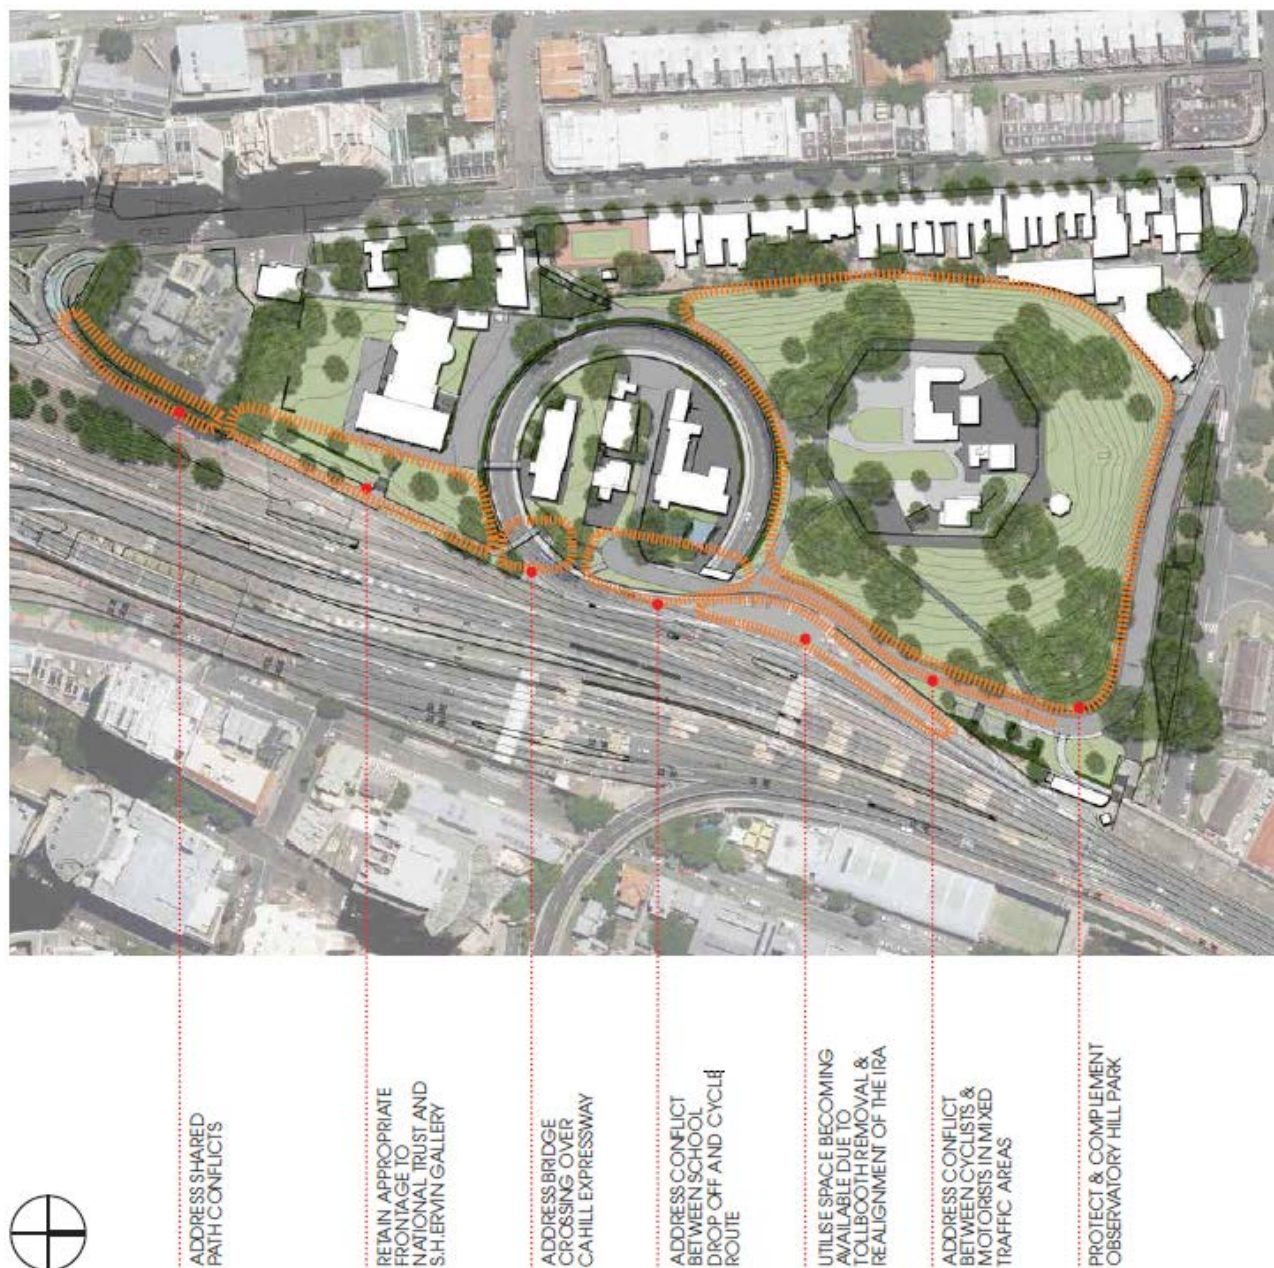 ADDRESS SHARED
PATH CONFLICTS
RETAIN APPROPRIATE
FRONTAGE TO
NATIONAL TRUST AND
S.H.ERVIN GALLERY
ADDRESS BRIDGE
CROSSING OVER
CAHILL EXPRESSWAY
ADDRESS CONFLICT
BETWEEN SCHOOL
DROP OFF AND CYCLE
ROUTE
UTILISE SPACE BECOMING
AVAILABLE DUE TO
TOLLBOOTH REMOVAL &
REALIGNMENT OF THE IRA
ADDRESS CONFLICT
BETWEEN CYCLISTS &
MOTORISTS IN MIXED
TRAFFIC AREAS
PROTECT & COMPLEMENT
OBSERVATORY HILL PARK